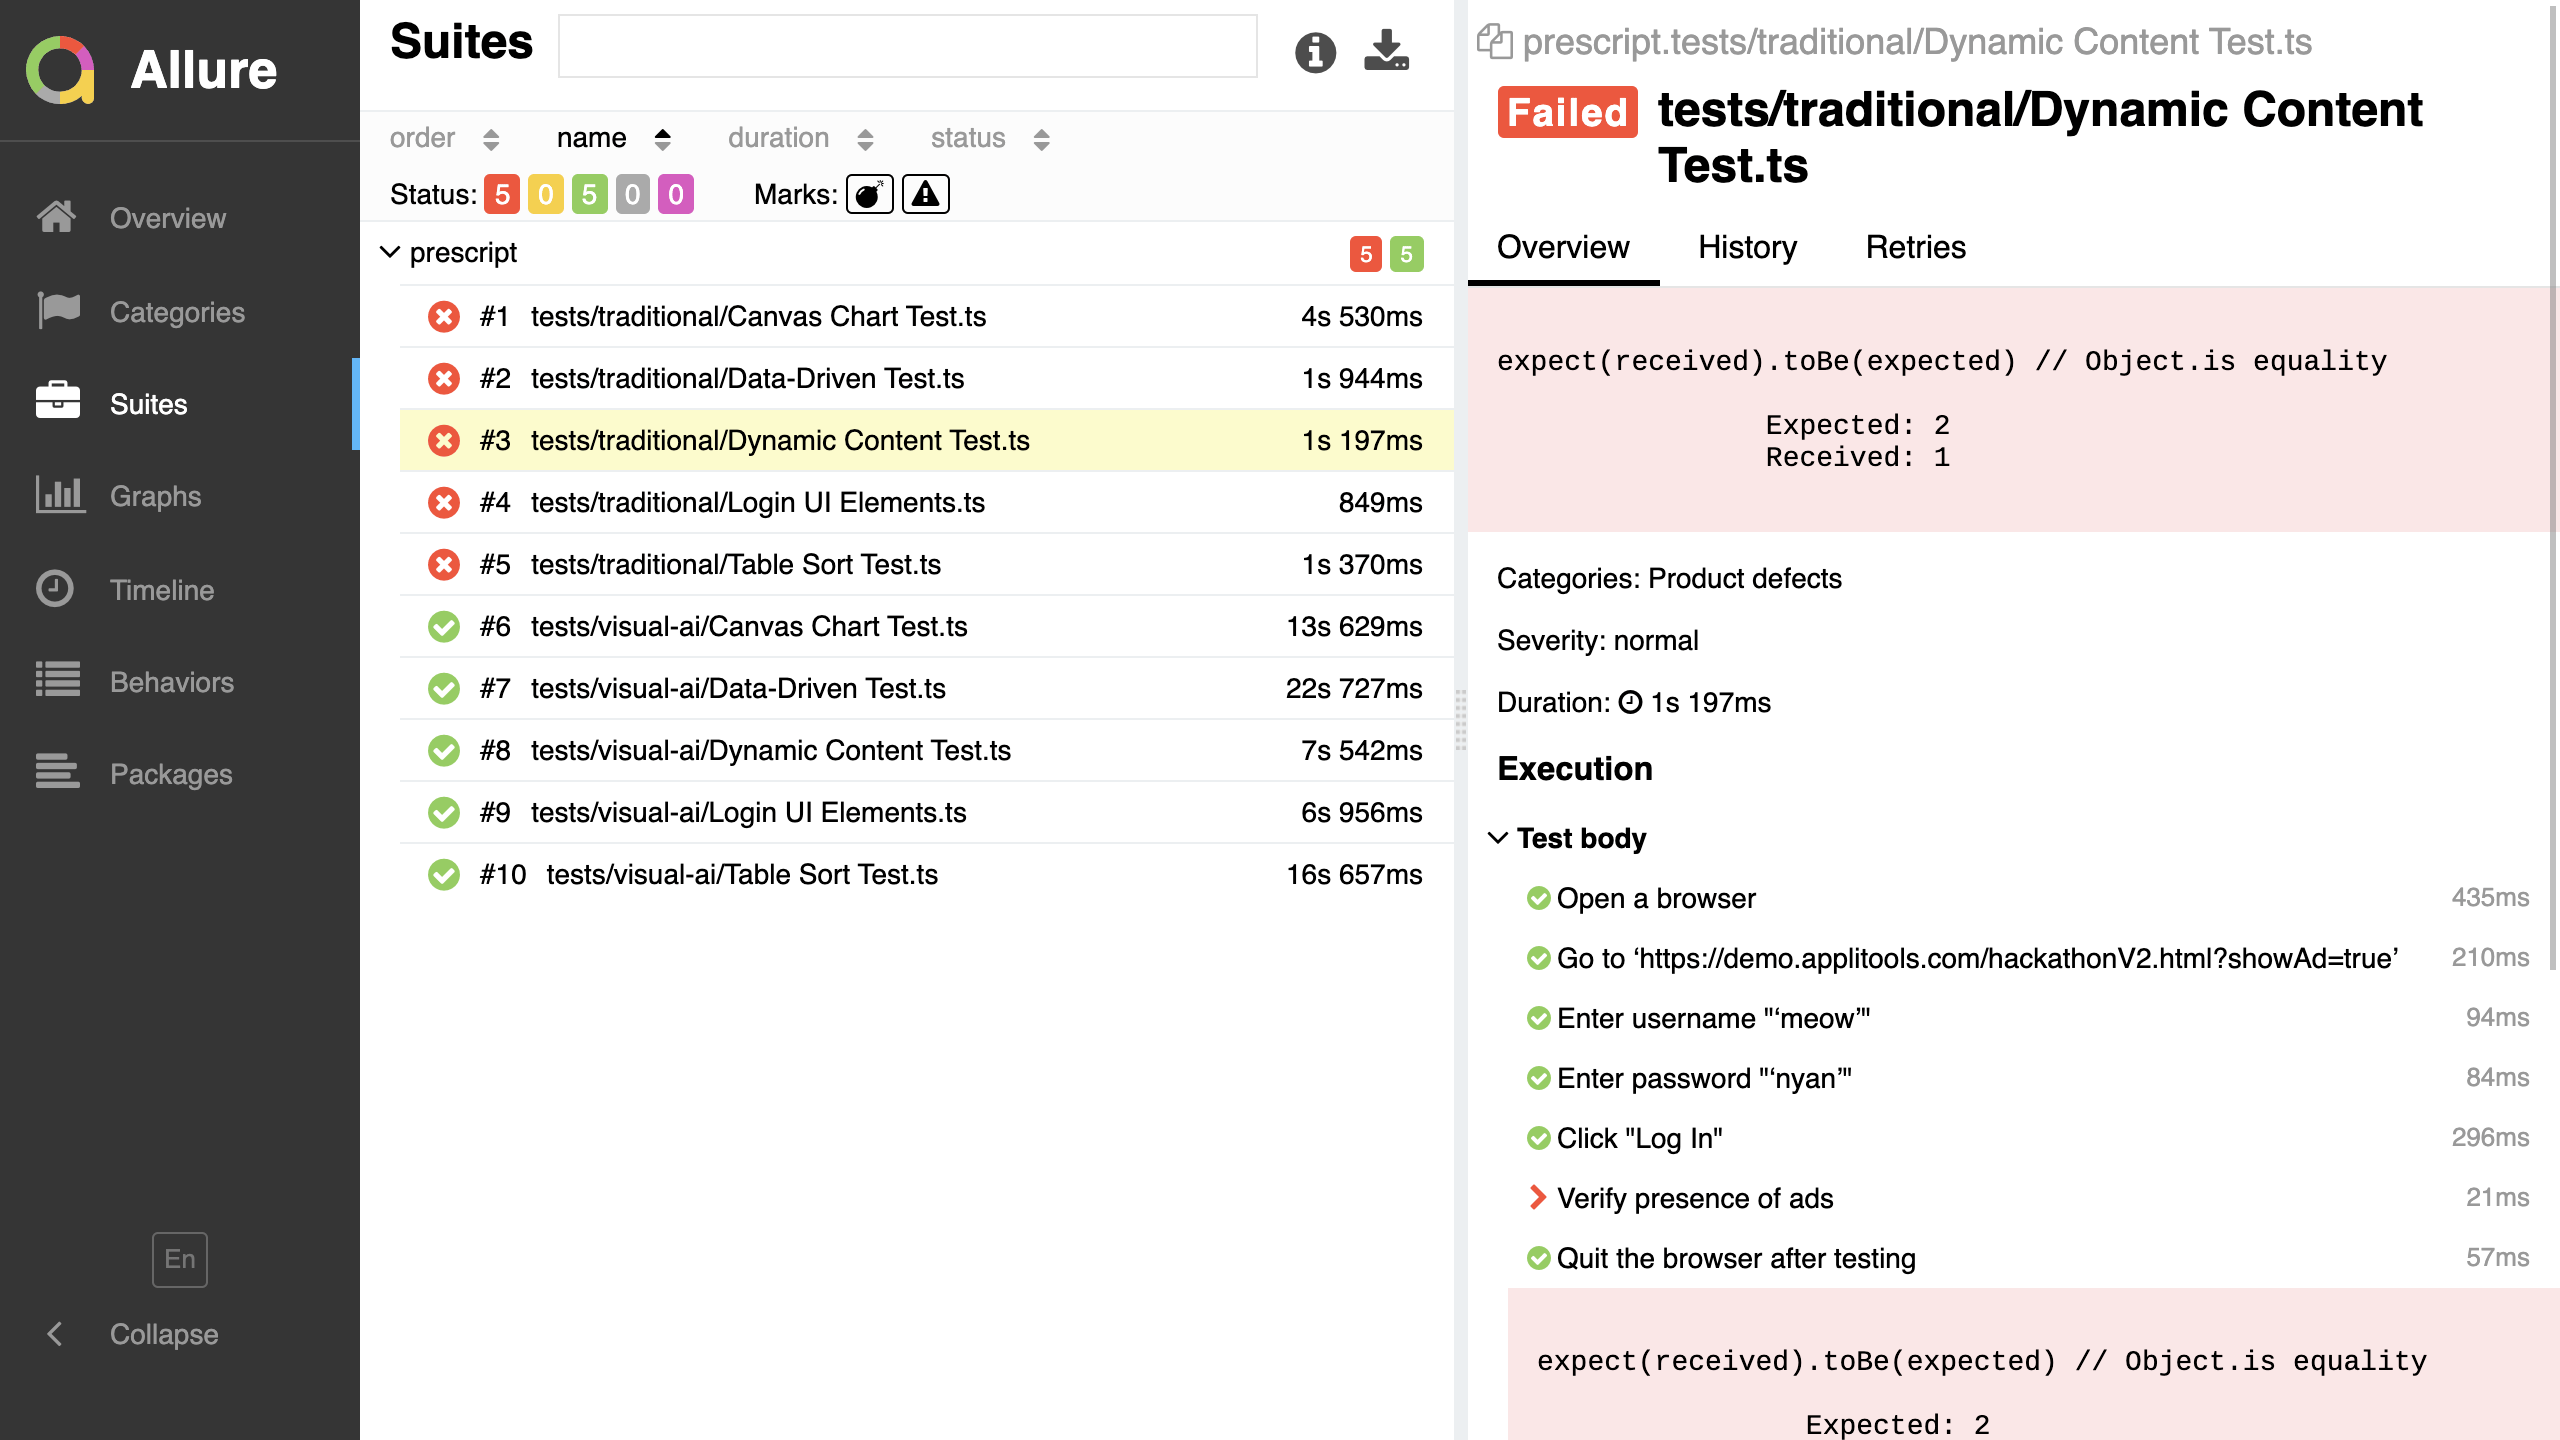 Allure
Overview
Categories
Suites
Graphs
Timeline
Behaviors
Packages
En
Collapse
Suites
order name duration status
Status: 5 0 5 0 0 Marks:
prescript 5 5
#1 tests/traditional/Canvas Chart Test.ts 4s 530ms
#2 tests/traditional/Data-Driven Test.ts 1s 944ms
#3 tests/traditional/Dynamic Content Test.ts 1s 197ms
#4 tests/traditional/Login UI Elements.ts 849ms
#5 tests/traditional/Table Sort Test.ts 1s 370ms
#6 tests/visual-ai/Canvas Chart Test.ts 13s 629ms
#7 tests/visual-ai/Data-Driven Test.ts 22s 727ms
#8 tests/visual-ai/Dynamic Content Test.ts 7s 542ms
#9 tests/visual-ai/Login UI Elements.ts 6s 956ms
#10 tests/visual-ai/Table Sort Test.ts 16s 657ms
prescript.tests/traditional/Dynamic Content Test.ts
Failed tests/traditional/Dynamic Content
Test.ts
Overview History Retries
expect(received).toBe(expected) // Object.is equality
Expected: 2
Received: 1
Categories: Product defects
Severity: normal
Duration: 1s 197ms
Execution
Test body
Open a browser 435ms
Go to ‘https://demo.applitools.com/hackathonV2.html?showAd=true’ 210ms
Enter username "‘meow’" 94ms
Enter password "‘nyan’" 84ms
Click "Log In" 296ms
Verify presence of ads 21ms
Quit the browser after testing 57ms
expect(received).toBe(expected) // Object.is equality
Expected: 2